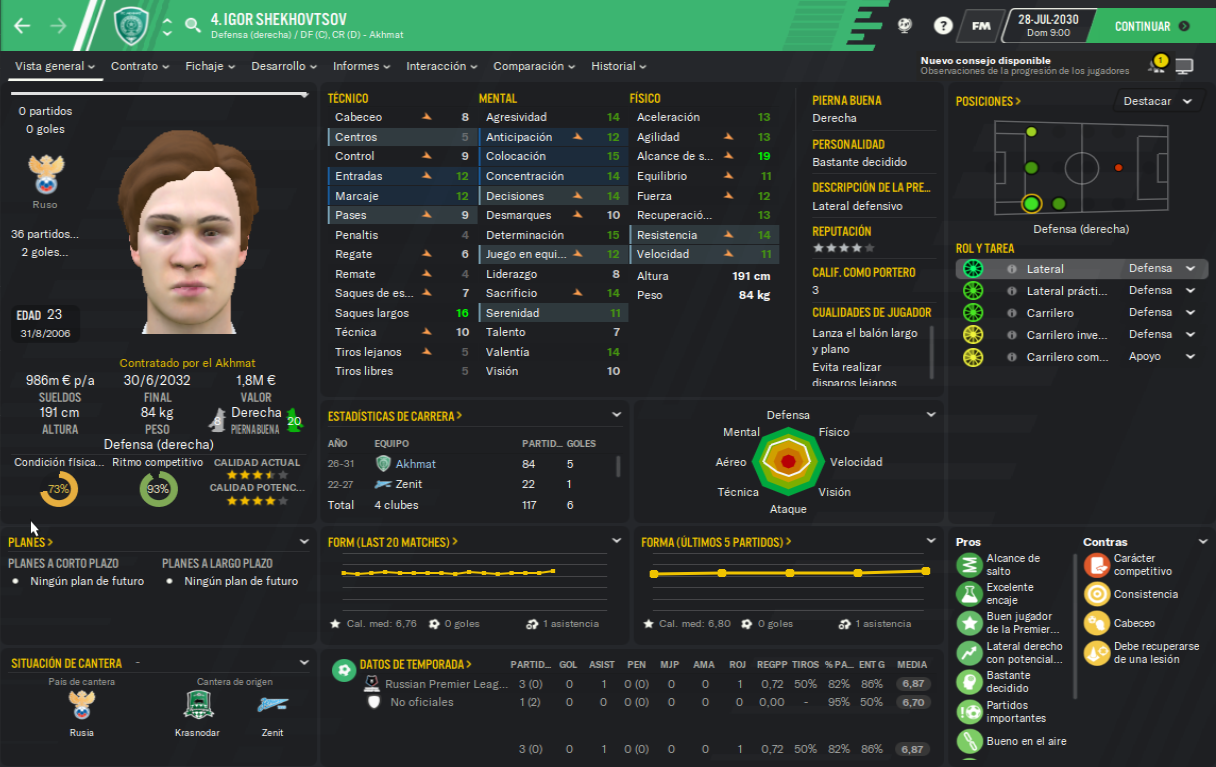 4. IGOR SHEKHOVTSOV
Defensa (derecha) / DF (C), CR (D) - Akhmat
?
FM
28-JUL-2030
Dom 9:00
CONTINUAR
Vista general
Contrato
Fichaje
Desarrollo
Informes
Interacción
Comparación
Historial
Nuevo consejo disponible
Observaciones de la progresión de los jugadores
1
0 partidos
0 goles
Ruso
36 partidos...
2 goles...
EDAD 23
31/8/2006
Contratado por el Akhmat
986m € p/a
SUELDOS
30/6/2032
FINAL
1,8M €
VALOR
191 cm
ALTURA
84 kg
PESO
8
Derecha
PIERNA BUENA
20
Defensa (derecha)
Condición física...
73%
Ritmo competitivo
93%
CALIDAD ACTUAL
CALIDAD POTENC...
TÉCNICO
Cabeceo 8
Centros 5
Control 9
Entradas 12
Marcaje 12
Pases 9
Penaltis 4
Regate 6
Remate 4
Saques de es... 7
Saques largos 16
Técnica 10
Tiros lejanos 5
Tiros libres 5
MENTAL
Agresividad 14
Anticipación 12
Colocación 15
Concentración 14
Decisiones 14
Desmarques 10
Determinación 15
Juego en equi... 12
Liderazgo 8
Sacrificio 14
Serenidad 11
Talento 7
Valentía 14
Visión 10
FÍSICO
Aceleración 13
Agilidad 13
Alcance de s... 19
Equilibrio 11
Fuerza 12
Recuperació... 13
Resistencia 14
Velocidad 11
Altura 191 cm
Peso 84 kg
PIERNA BUENA
Derecha
PERSONALIDAD
Bastante decidido
DESCRIPCIÓN DE LA PRE...
Lateral defensivo
REPUTACIÓN
CALIF. COMO PORTERO
3
CUALIDADES DE JUGADOR
Lanza el balón largo
y plano
Evita realizar
disparos lejanos
POSICIONES >
Destacar
Defensa (derecha)
ROL Y TAREA
Lateral Defensa
Lateral prácti... Defensa
Carrilero Defensa
Carrilero inve... Defensa
Carrilero com... Apoyo
ESTADÍSTICAS DE CARRERA >
AÑO EQUIPO PARTID... GOLES
26-31 Akhmat 84 5
22-27 Zenit 22 1
Total 4 clubes 117 6
Defensa
Físico
Velocidad
Visión
Ataque
Técnica
Aéreo
Mental
PLANES >
PLANES A CORTO PLAZO
Ningún plan de futuro
PLANES A LARGO PLAZO
Ningún plan de futuro
FORM (LAST 20 MATCHES) >
Cal. med: 6,76 0 goles 1 asistencia
FORMA (ÚLTIMOS 5 PARTIDOS) >
Cal. med: 6,80 0 goles 1 asistencia
Pros
Alcance de
salto
Excelente
encaje
Buen jugador
de la Premier...
Lateral derecho
con potencial...
Bastante
decidido
Partidos
importantes
Bueno en el aire
Contras
Carácter
competitivo
Consistencia
Cabeceo
Debe recuperarse
de una lesión
SITUACIÓN DE CANTERA -
País de cantera
Rusia
Cantera de origen
Krasnodar
Zenit
DATOS DE TEMPORADA > PARTID... GOL ASIST PEN MJP AMA ROJ REGPP TIROS % PA... ENT G MEDIA
Russian Premier Leag... 3 (0) 0 1 0 (0) 0 0 1 0,72 50% 82% 86% 6,87
No oficiales 1 (2) 0 0 0 (0) 0 0 0 0,00 - 95% 50% 6,70
3 (0) 0 1 0 (0) 0 0 1 0,72 50% 82% 86% 6,87